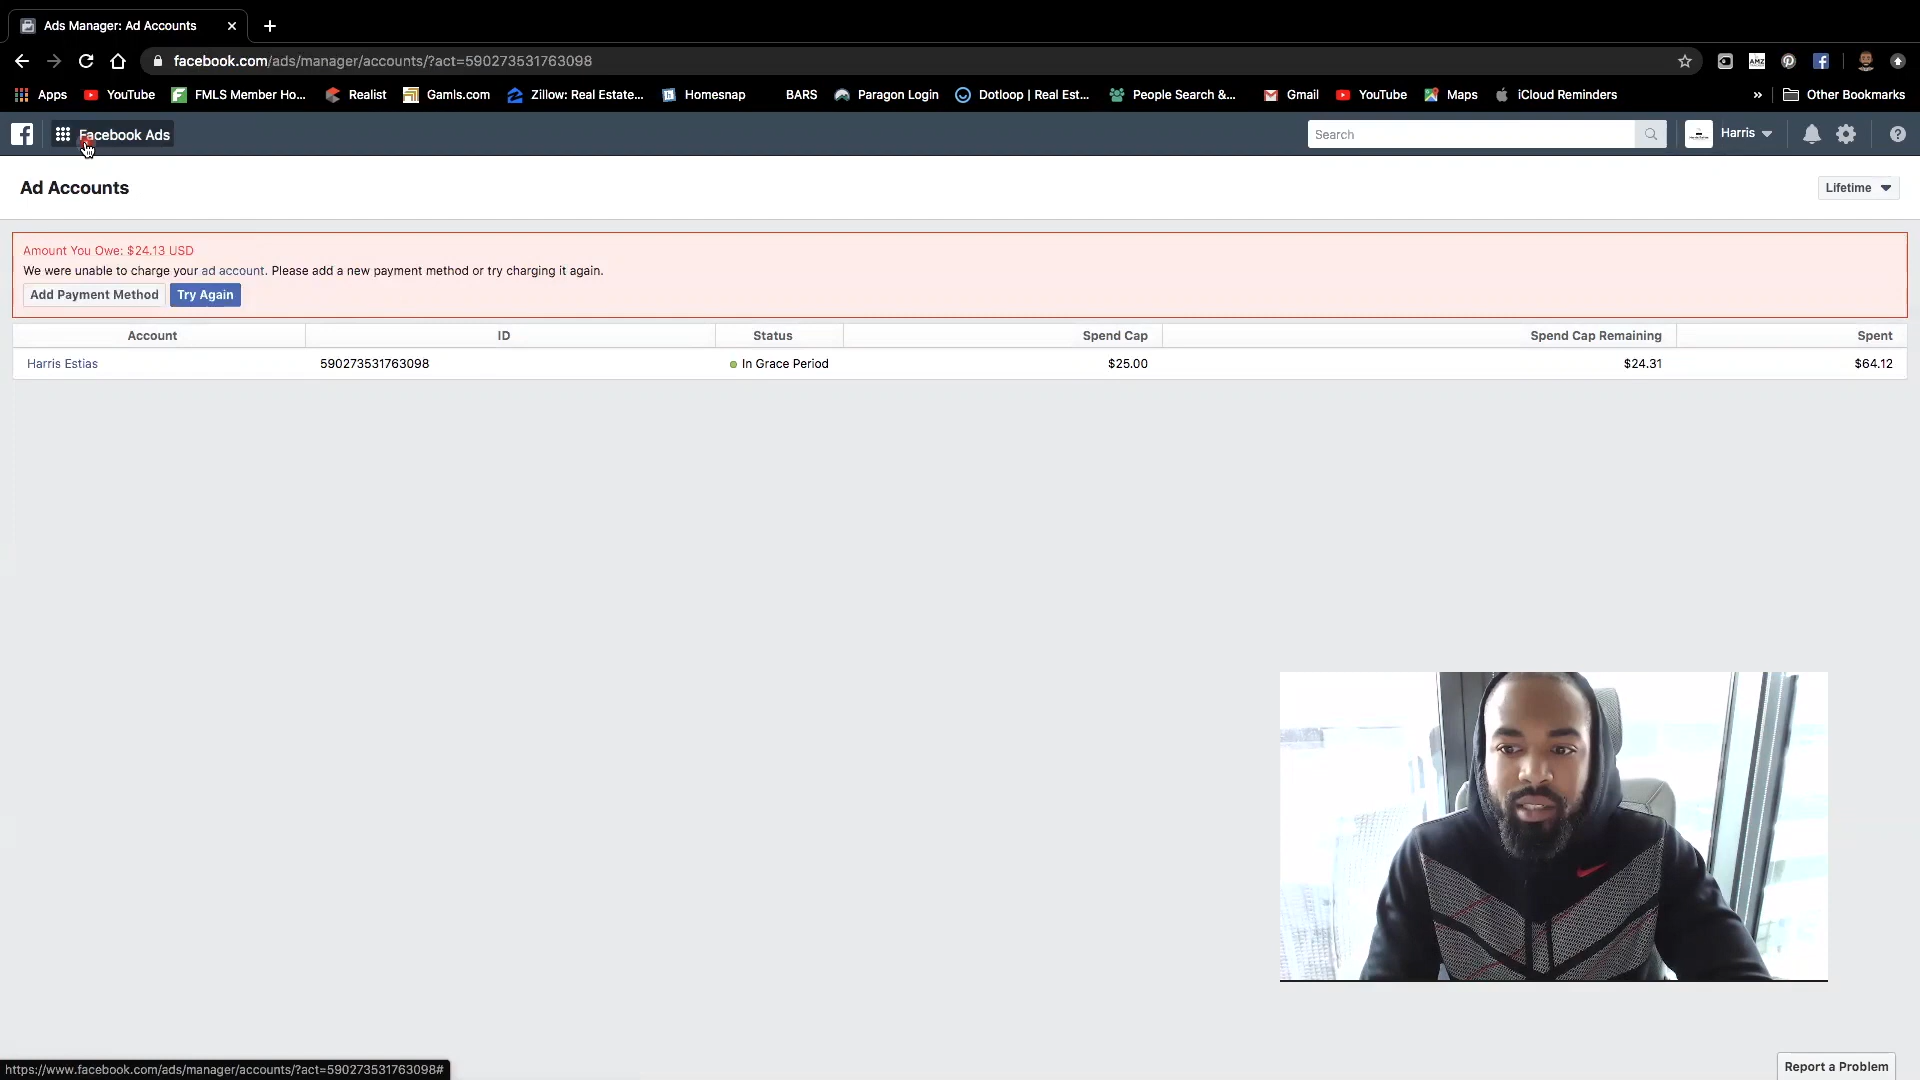 Ads Manager: Ad Accounts
facebook.com/ads/manager/accounts/?act=590273531763098
Apps YouTube FMLS Member Ho... Realist Gamls.com Zillow: Real Estate... Homesnap BARS Paragon Login Dotloop | Real Est... People Search &... Gmail YouTube Maps iCloud Reminders » Other Bookmarks
Facebook Ads Search Harris
Ad Accounts Lifetime
Amount You Owe: $24.13 USD
We were unable to charge your ad account. Please add a new payment method or try charging it again.
Add Payment Method Try Again
Account ID Status Spend Cap Spend Cap Remaining Spent
Harris Estias 590273531763098 In Grace Period $25.00 $24.31 $64.12
Report a Problem
https://www.facebook.com/ads/manager/accounts/?act=590273531763098#